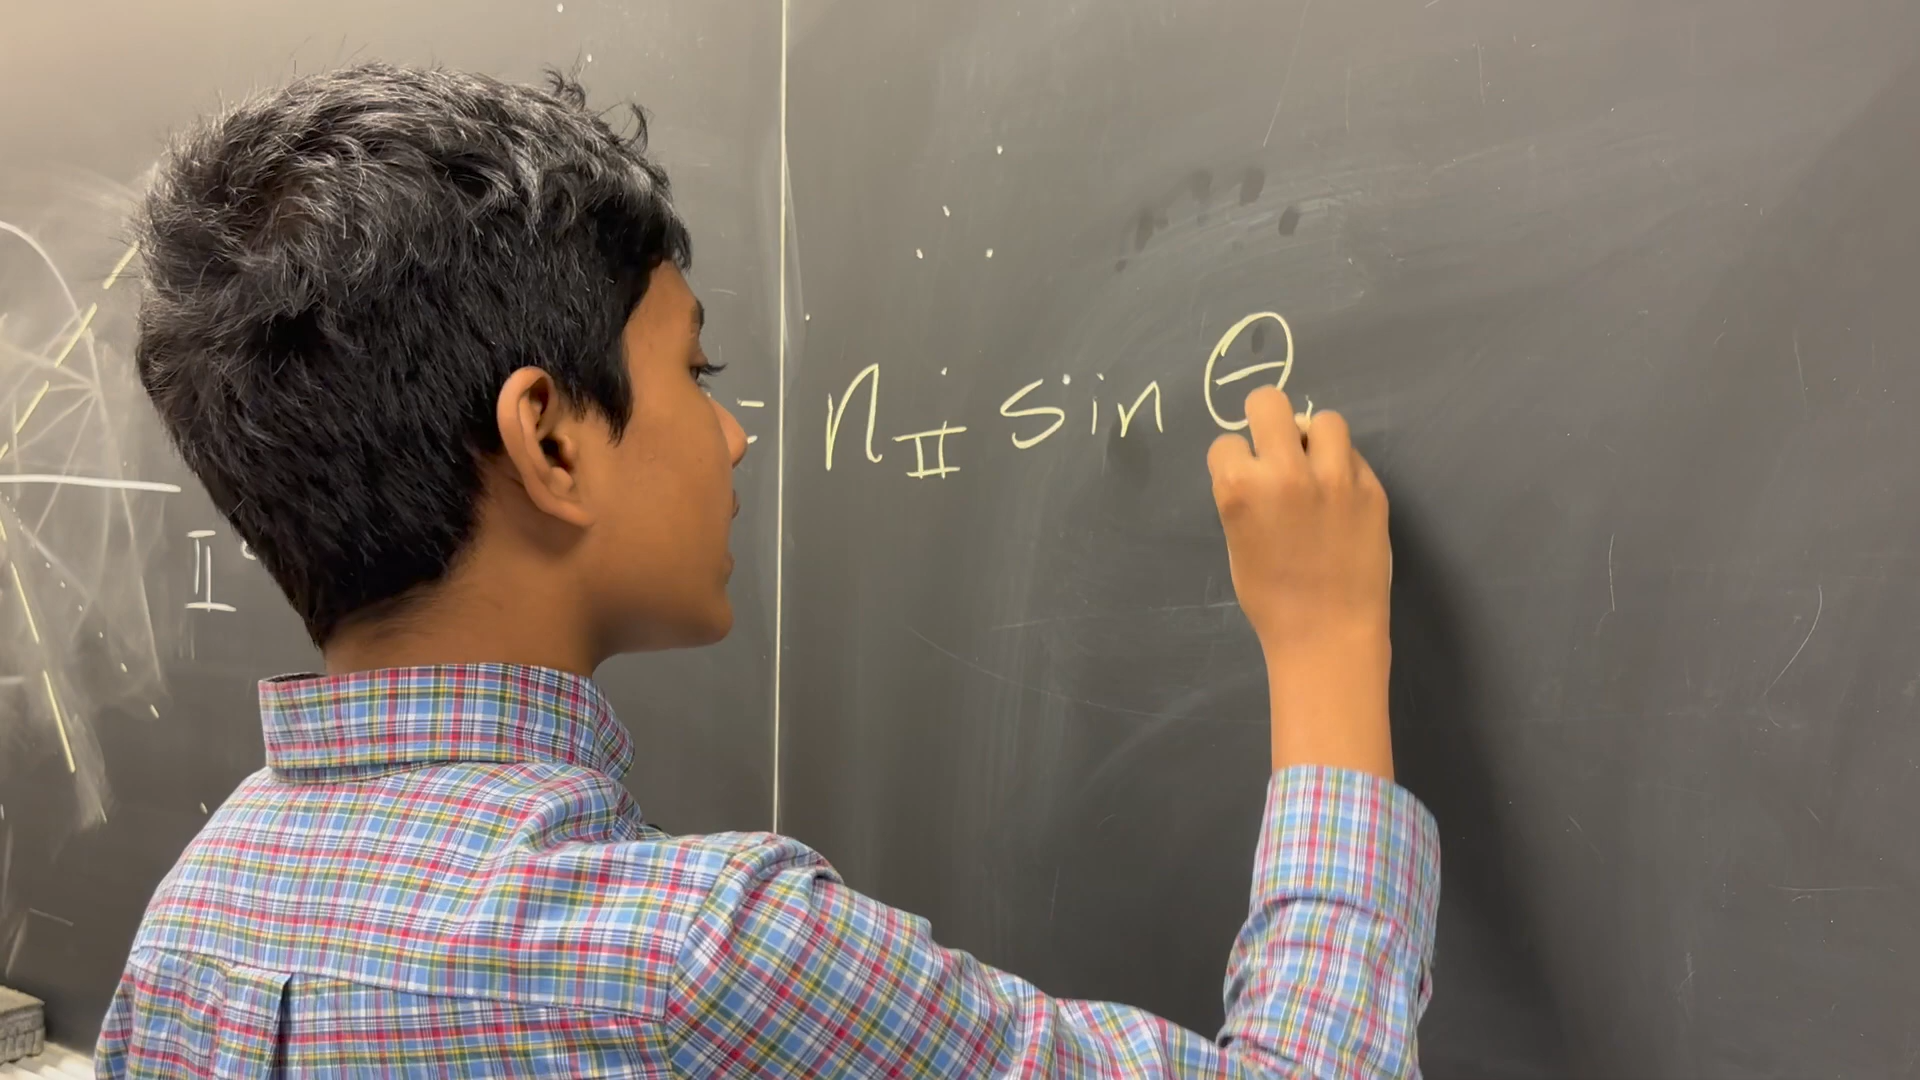 = n_II sin θ
II